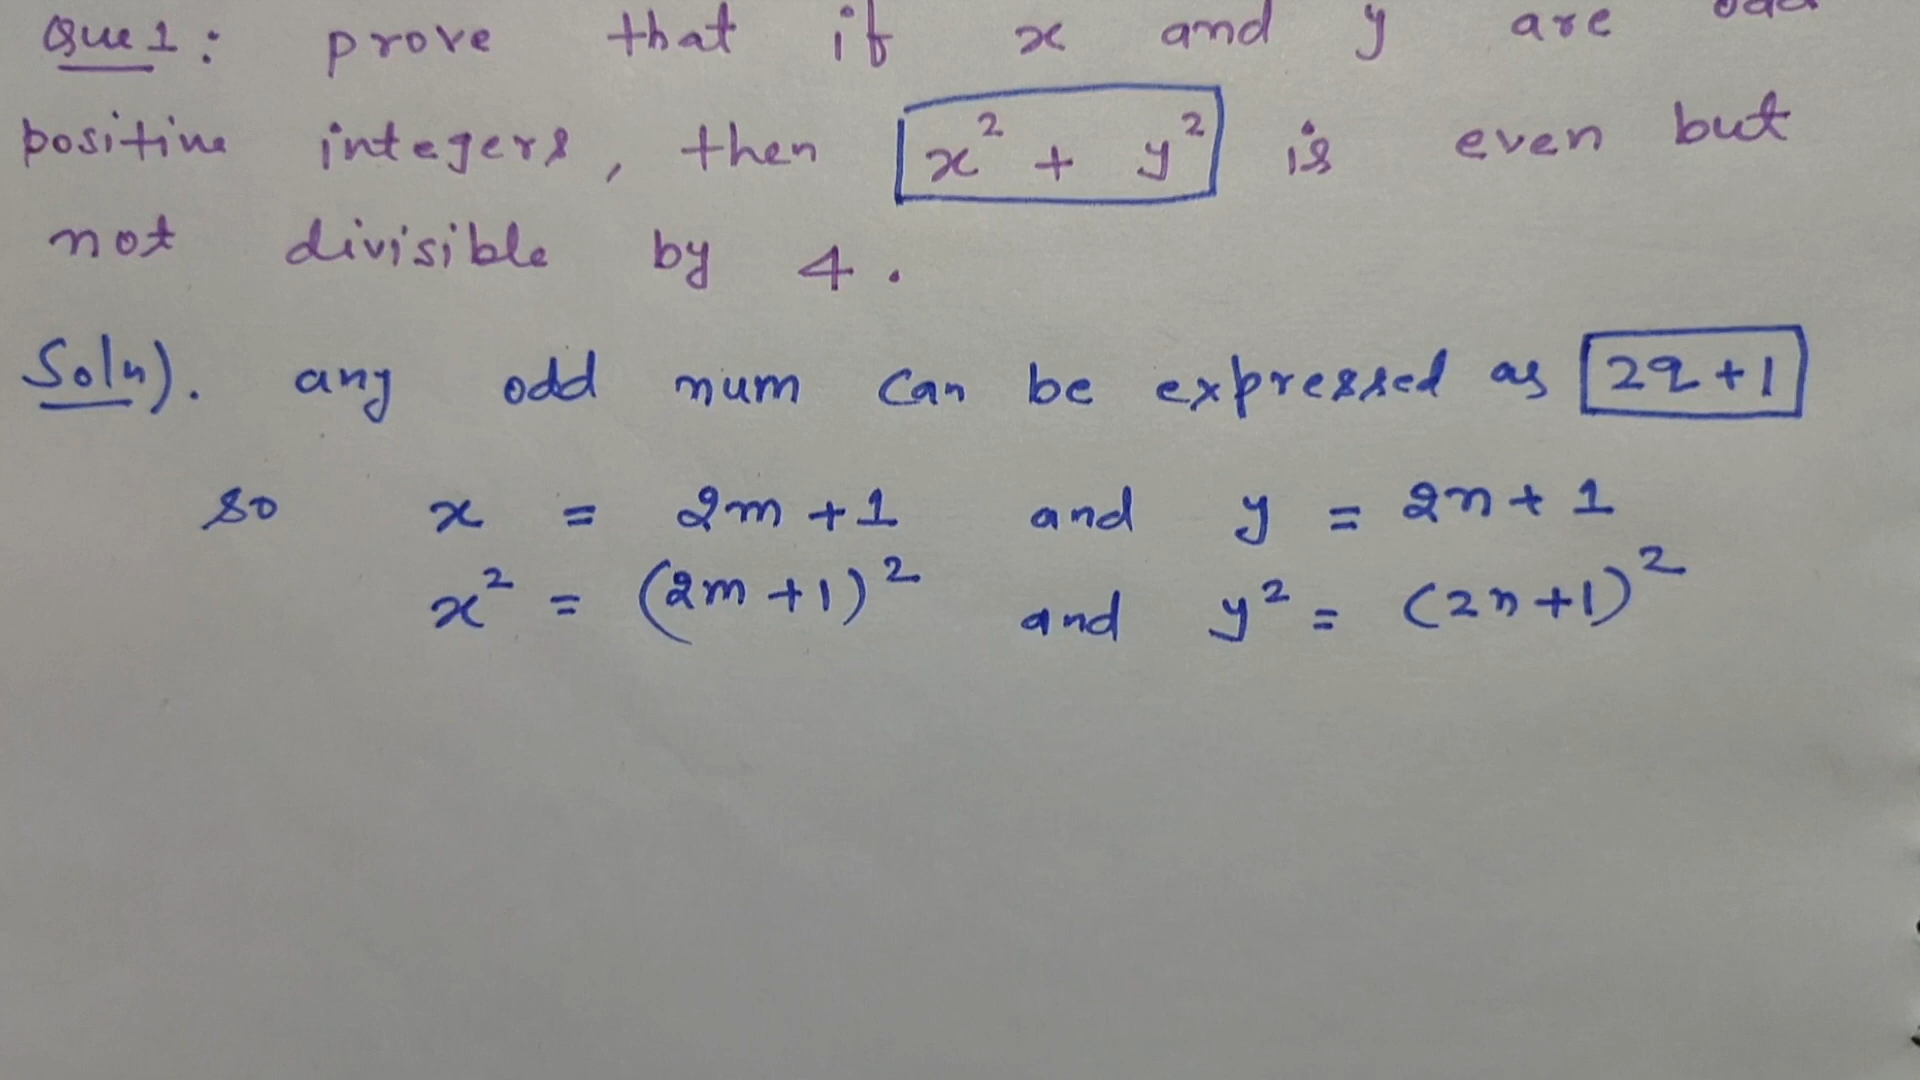 Que 1: prove that if x and y are odd
positive integers, then x² + y² is even but
not divisible by 4.
Soln). any odd num can be expressed as 2q+1
so x = 2m+1 and y = 2n+1
x² = (2m+1)² and y² = (2n+1)²